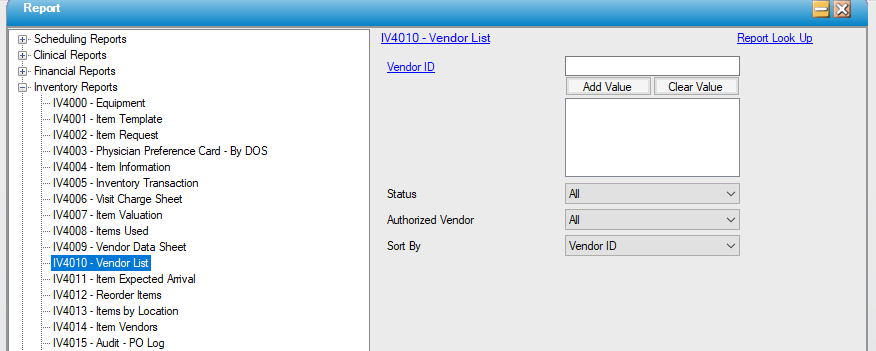 Report
Scheduling Reports
Clinical Reports
Financial Reports
Inventory Reports
IV4000 - Equipment
IV4001 - Item Template
IV4002 - Item Request
IV4003 - Physician Preference Card - By DOS
IV4004 - Item Information
IV4005 - Inventory Transaction
IV4006 - Visit Charge Sheet
IV4007 - Item Valuation
IV4008 - Items Used
IV4009 - Vendor Data Sheet
IV4010 - Vendor List
IV4011 - Item Expected Arrival
IV4012 - Reorder Items
IV4013 - Items by Location
IV4014 - Item Vendors
IV4015 - Audit - PO Log
IV4010 - Vendor List Report Look Up
Vendor ID
Add Value Clear Value
Status All
Authorized Vendor All
Sort By Vendor ID